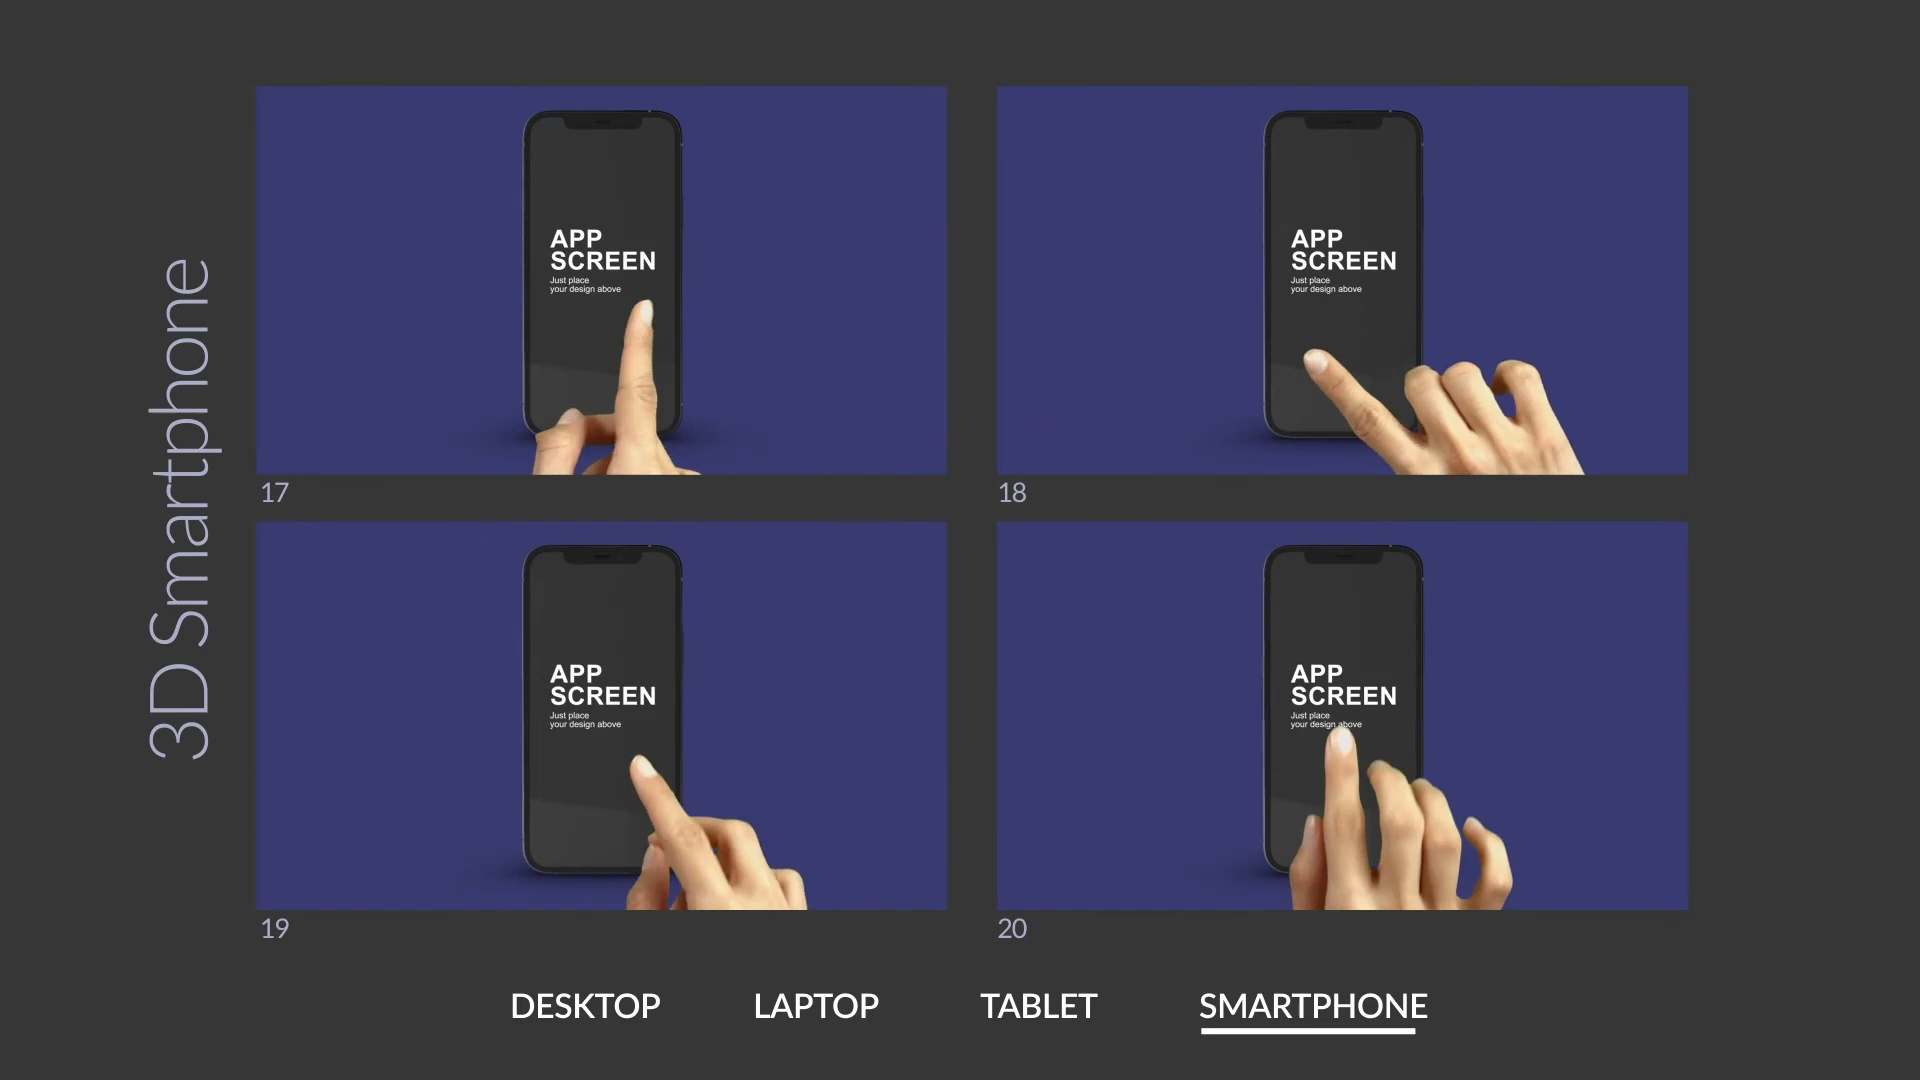 3D Smartphone
APP
SCREEN
Just place
your design above
17
APP
SCREEN
Just place
your design above
18
APP
SCREEN
Just place
your design above
19
APP
SCREEN
Just place
your design above
20
DESKTOP
LAPTOP
TABLET
SMARTPHONE